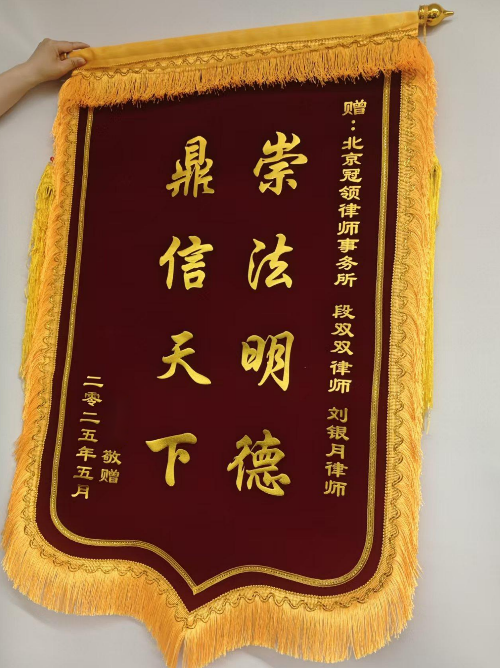 赠：北京冠领律师事务所 段双双律师 刘银月律师
崇法明德
鼎信天下
敬赠
二零二五年五月